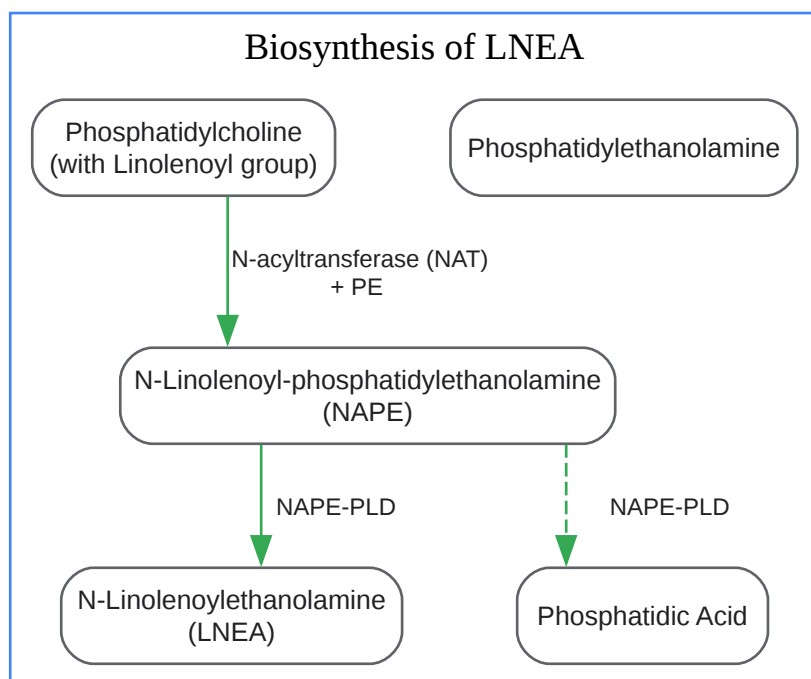 Biosynthesis of LNEA
Phosphatidylcholine
(with Linolenoyl group)
Phosphatidylethanolamine
N-acyltransferase (NAT)
+ PE
N-Linolenoyl-phosphatidylethanolamine
(NAPE)
NAPE-PLD
NAPE-PLD
N-Linolenoylethanolamine
(LNEA)
Phosphatidic Acid